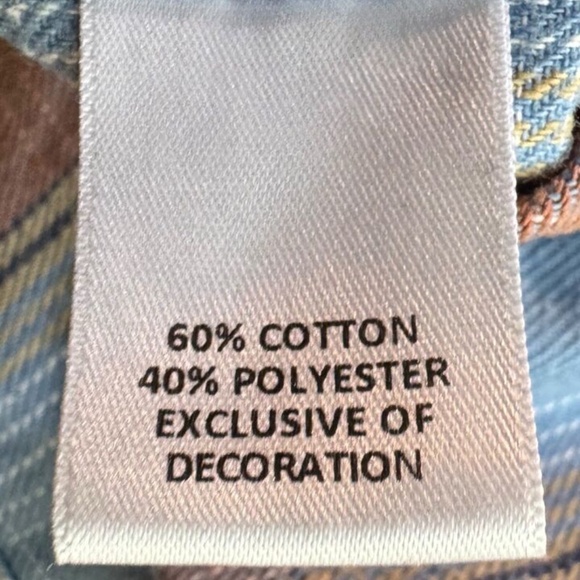 60% COTTON
40% POLYESTER
EXCLUSIVE OF
DECORATION